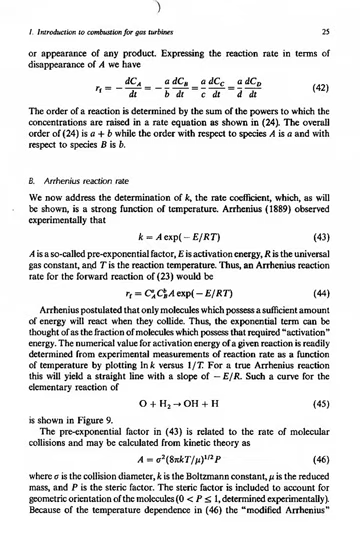 1. Introduction to combustion for gas turbines 25
or appearance of any product. Expressing the reaction rate in terms of
disappearance of A we have
r_f = − dC_A/dt = − a/b dC_B/dt = a/c dC_C/dt = a/d dC_D/dt (42)
The order of a reaction is determined by the sum of the powers to which the
concentrations are raised in a rate equation as shown in (24). The overall
order of (24) is a + b while the order with respect to species A is a and with
respect to species B is b.
B. Arrhenius reaction rate
We now address the determination of k, the rate coefficient, which, as will
be shown, is a strong function of temperature. Arrhenius (1889) observed
experimentally that
k = A exp(− E/RT) (43)
A is a so-called pre-exponential factor, E is activation energy, R is the universal
gas constant, and T is the reaction temperature. Thus, an Arrhenius reaction
rate for the forward reaction of (23) would be
r_f = C_A^a C_B^b A exp(− E/RT) (44)
Arrhenius postulated that only molecules which possess a sufficient amount
of energy will react when they collide. Thus, the exponential term can be
thought of as the fraction of molecules which possess that required “activation”
energy. The numerical value for activation energy of a given reaction is readily
determined from experimental measurements of reaction rate as a function
of temperature by plotting ln k versus 1/T. For a true Arrhenius reaction
this will yield a straight line with a slope of − E/R. Such a curve for the
elementary reaction of
O + H₂ → OH + H (45)
is shown in Figure 9.
The pre-exponential factor in (43) is related to the rate of molecular
collisions and may be calculated from kinetic theory as
A = σ²(8πkT/μ)^1/2 P (46)
where σ is the collision diameter, k is the Boltzmann constant, μ is the reduced
mass, and P is the steric factor. The steric factor is included to account for
geometric orientation of the molecules (0 < P ≤ 1, determined experimentally).
Because of the temperature dependence in (46) the “modified Arrhenius”